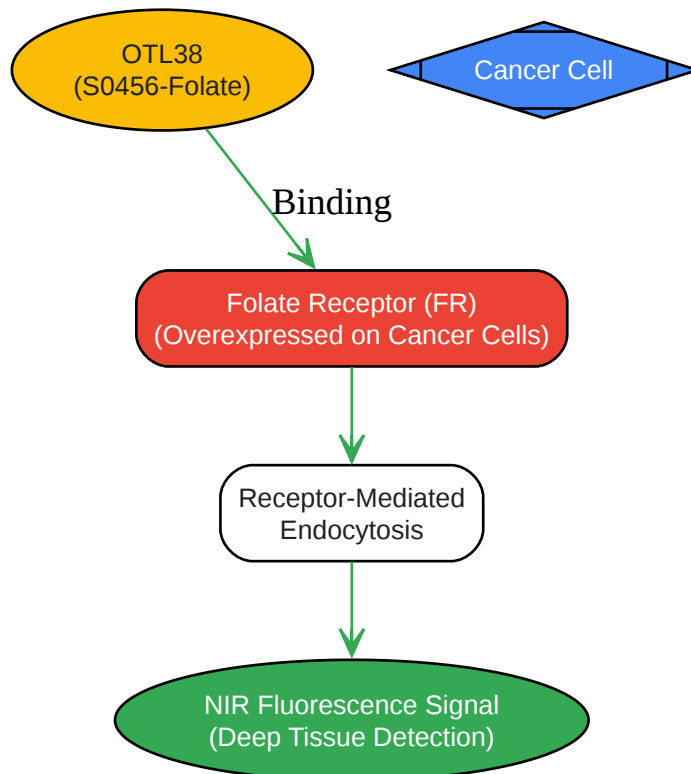 OTL38
(S0456-Folate)
Cancer Cell
Binding
Folate Receptor (FR)
(Overexpressed on Cancer Cells)
Receptor-Mediated
Endocytosis
NIR Fluorescence Signal
(Deep Tissue Detection)